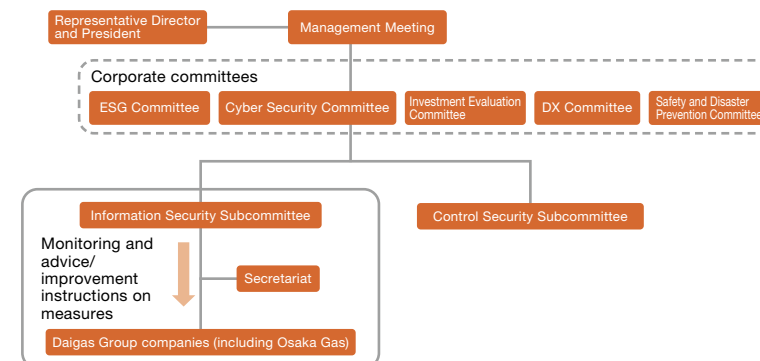 Representative Director
and President
Management Meeting
Corporate committees
ESG Committee
Cyber Security Committee
Investment Evaluation
Committee
DX Committee
Safety and Disaster
Prevention Committee
Information Security Subcommittee
Control Security Subcommittee
Monitoring and
advice/
improvement
instructions on
measures
Secretariat
Daigas Group companies (including Osaka Gas)